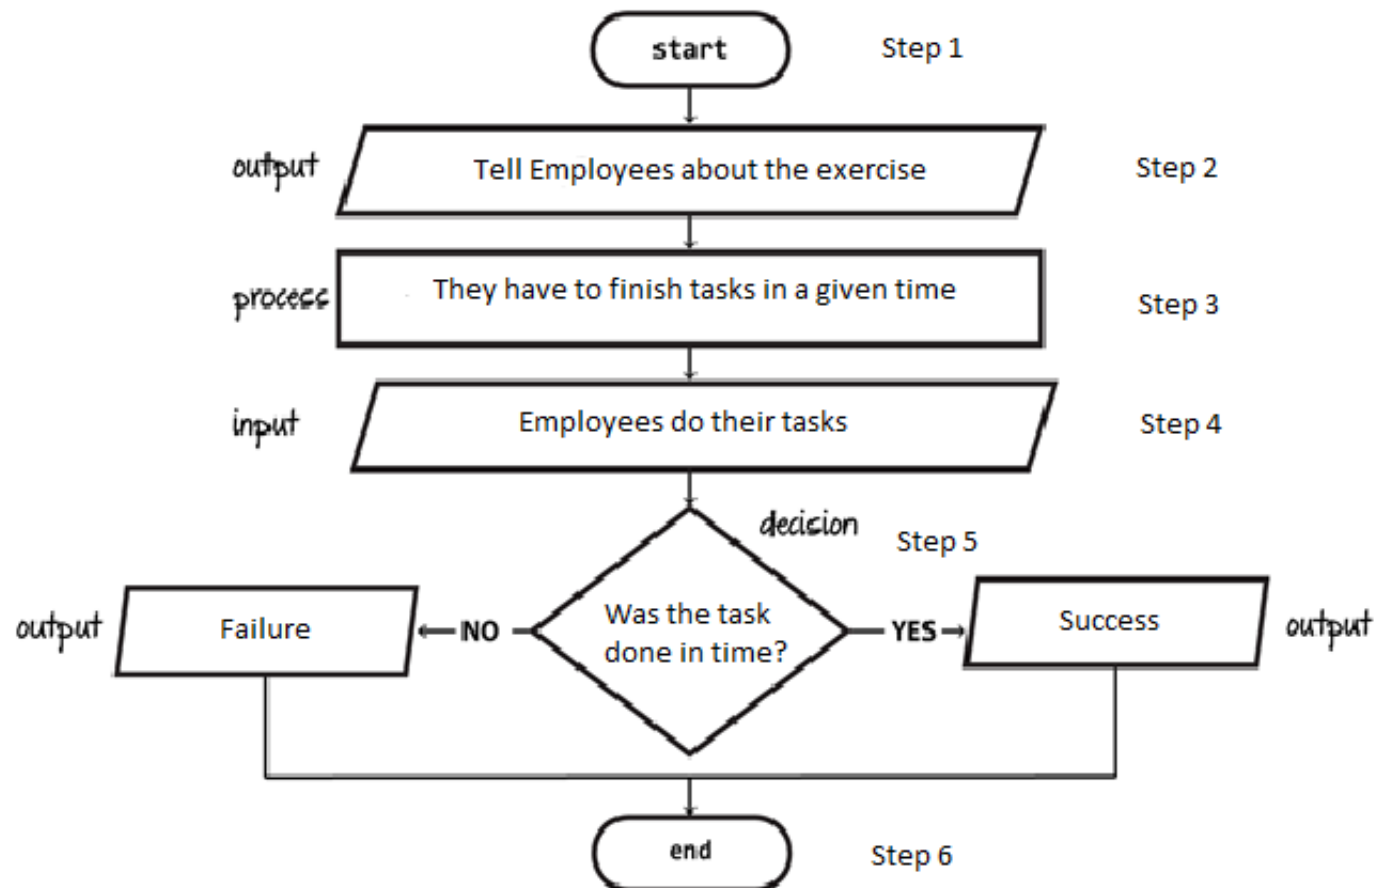 start
Step 1
output
Tell Employees about the exercise
Step 2
process
They have to finish tasks in a given time
Step 3
input
Employees do their tasks
Step 4
decision
Step 5
output
Failure
NO
Was the task
done in time?
YES
Success
output
end
Step 6